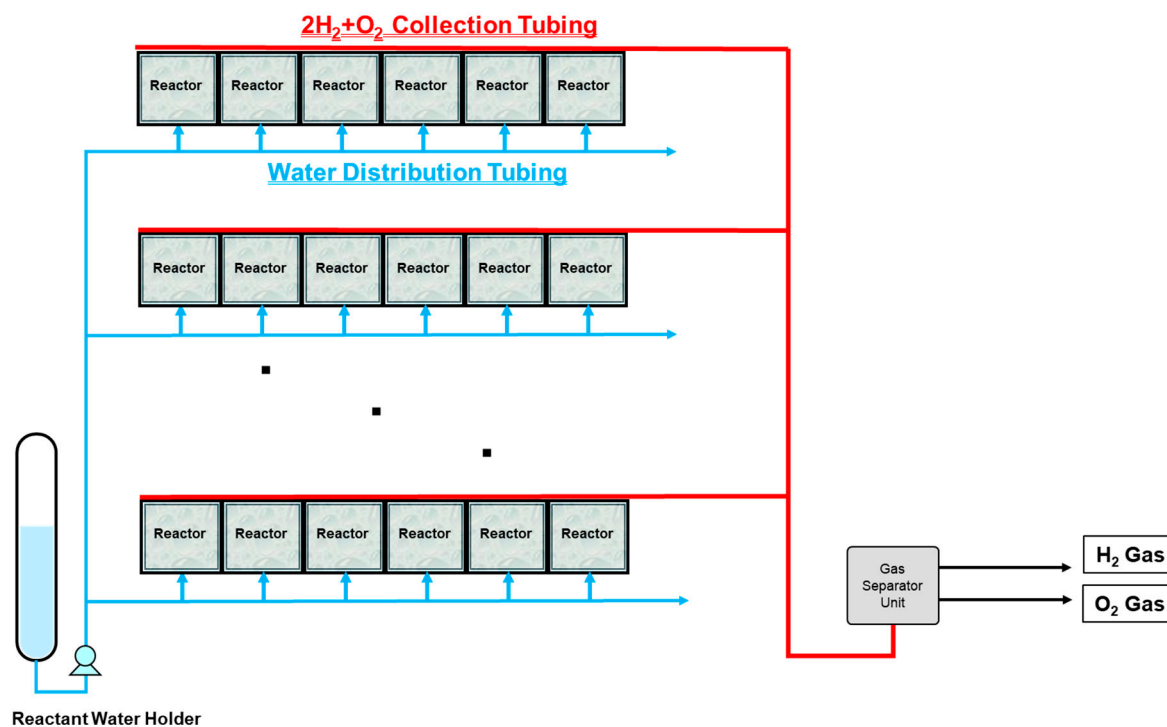 2H₂+O₂ Collection Tubing
Reactor Reactor Reactor Reactor Reactor Reactor
Water Distribution Tubing
Reactor Reactor Reactor Reactor Reactor Reactor
Reactor Reactor Reactor Reactor Reactor Reactor
Gas
Separator
Unit
H₂ Gas
O₂ Gas
Reactant Water Holder